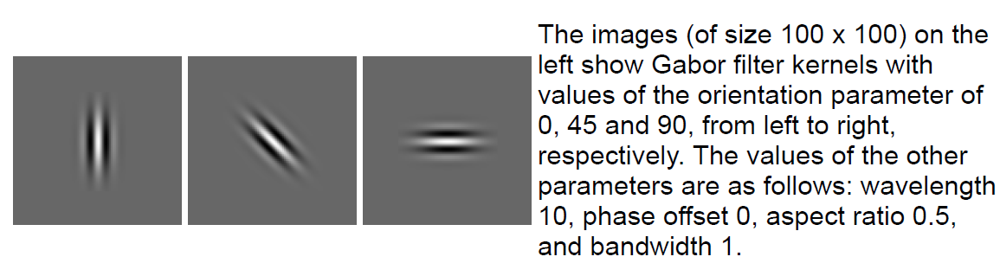 The images (of size 100 x 100) on the
left show Gabor filter kernels with
values of the orientation parameter of
0, 45 and 90, from left to right,
respectively. The values of the other
parameters are as follows: wavelength
10, phase offset 0, aspect ratio 0.5,
and bandwidth 1.